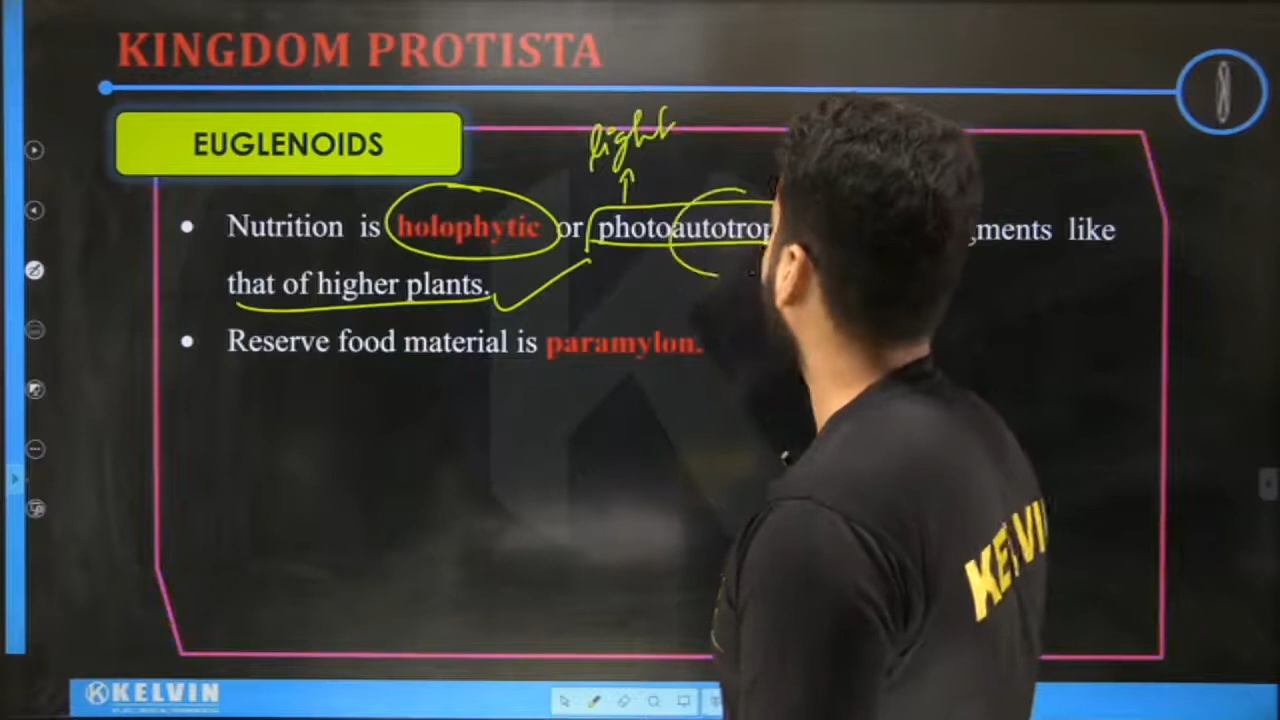 KINGDOM PROTISTA
EUGLENOIDS
light
Nutrition is holophytic or photoautotrop gments like
that of higher plants.
Reserve food material is paramylon.
KELVIN
KELVIN